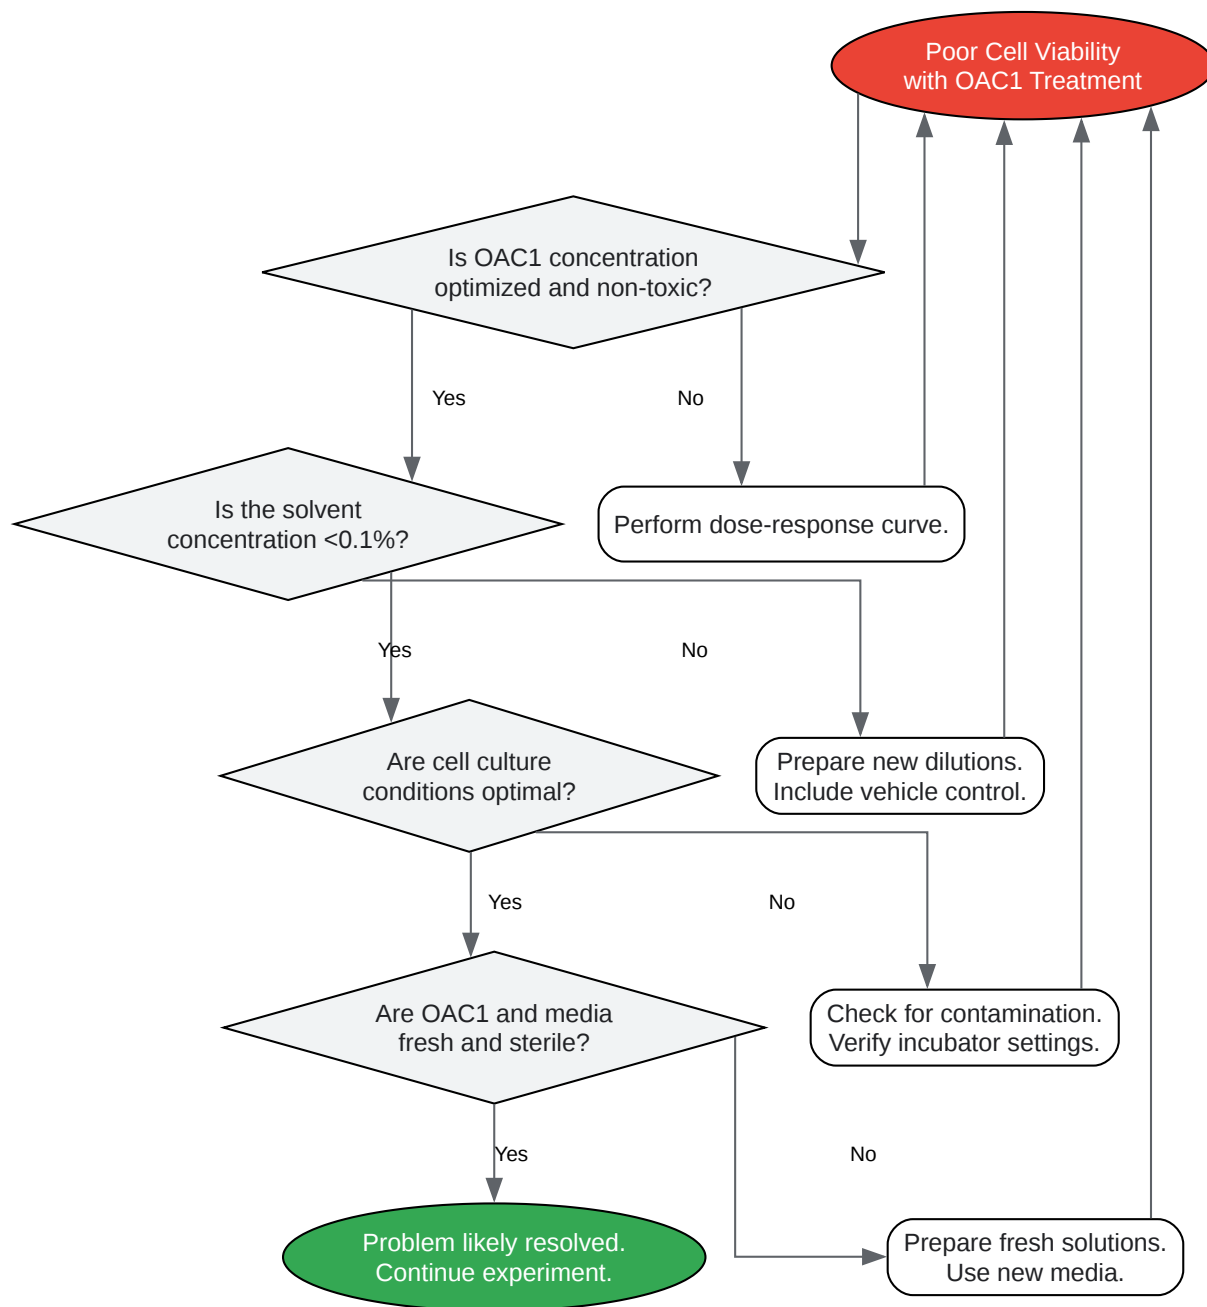 Poor Cell Viability
with OAC1 Treatment
Is OAC1 concentration
optimized and non-toxic?
Yes
No
Is the solvent
concentration <0.1%?
Perform dose-response curve.
Yes
No
Are cell culture
conditions optimal?
Prepare new dilutions.
Include vehicle control.
Yes
No
Are OAC1 and media
fresh and sterile?
Check for contamination.
Verify incubator settings.
Yes
No
Problem likely resolved.
Continue experiment.
Prepare fresh solutions.
Use new media.